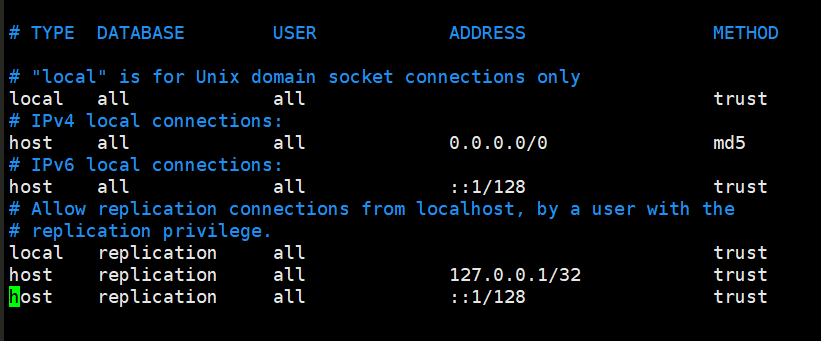 # TYPE  DATABASE        USER            ADDRESS                 METHOD
# "local" is for Unix domain socket connections only
local   all             all                                     trust
# IPv4 local connections:
host    all             all             0.0.0.0/0               md5
# IPv6 local connections:
host    all             all             ::1/128                 trust
# Allow replication connections from localhost, by a user with the
# replication privilege.
local   replication     all                                     trust
host    replication     all             127.0.0.1/32            trust
host    replication     all             ::1/128                 trust